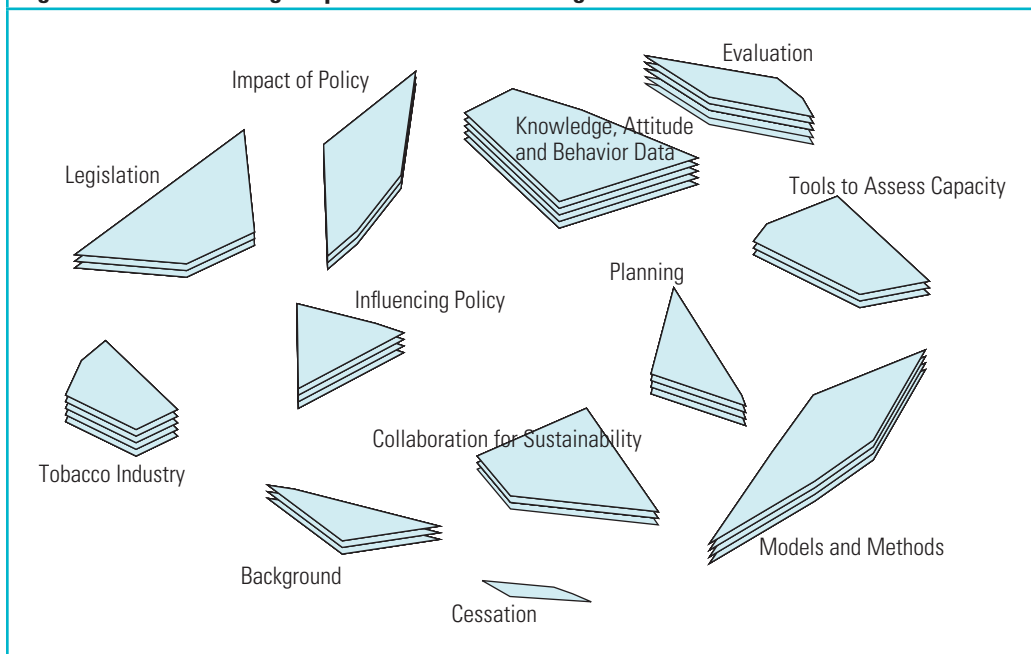 Evaluation
Impact of Policy
Knowledge, Attitude
and Behavior Data
Legislation
Tools to Assess Capacity
Planning
Influencing Policy
Collaboration for Sustainability
Tobacco Industry
Models and Methods
Background
Cessation